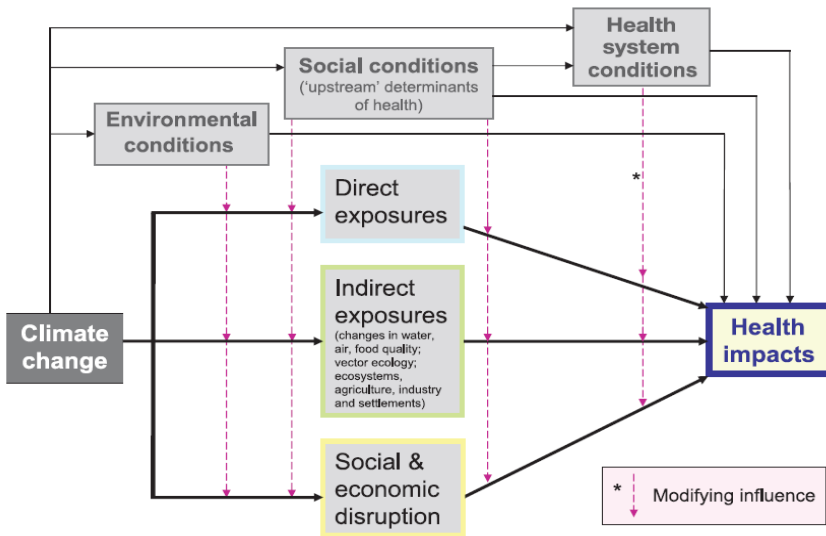 Health
system
conditions
Social conditions
(‘upstream’ determinants
of health)
Environmental
conditions
Direct
exposures
*
Indirect
exposures
(changes in water,
air, food quality;
vector ecology;
ecosystems,
agriculture, industry
and settlements)
Climate
change
Health
impacts
Social &
economic
disruption
* Modifying influence